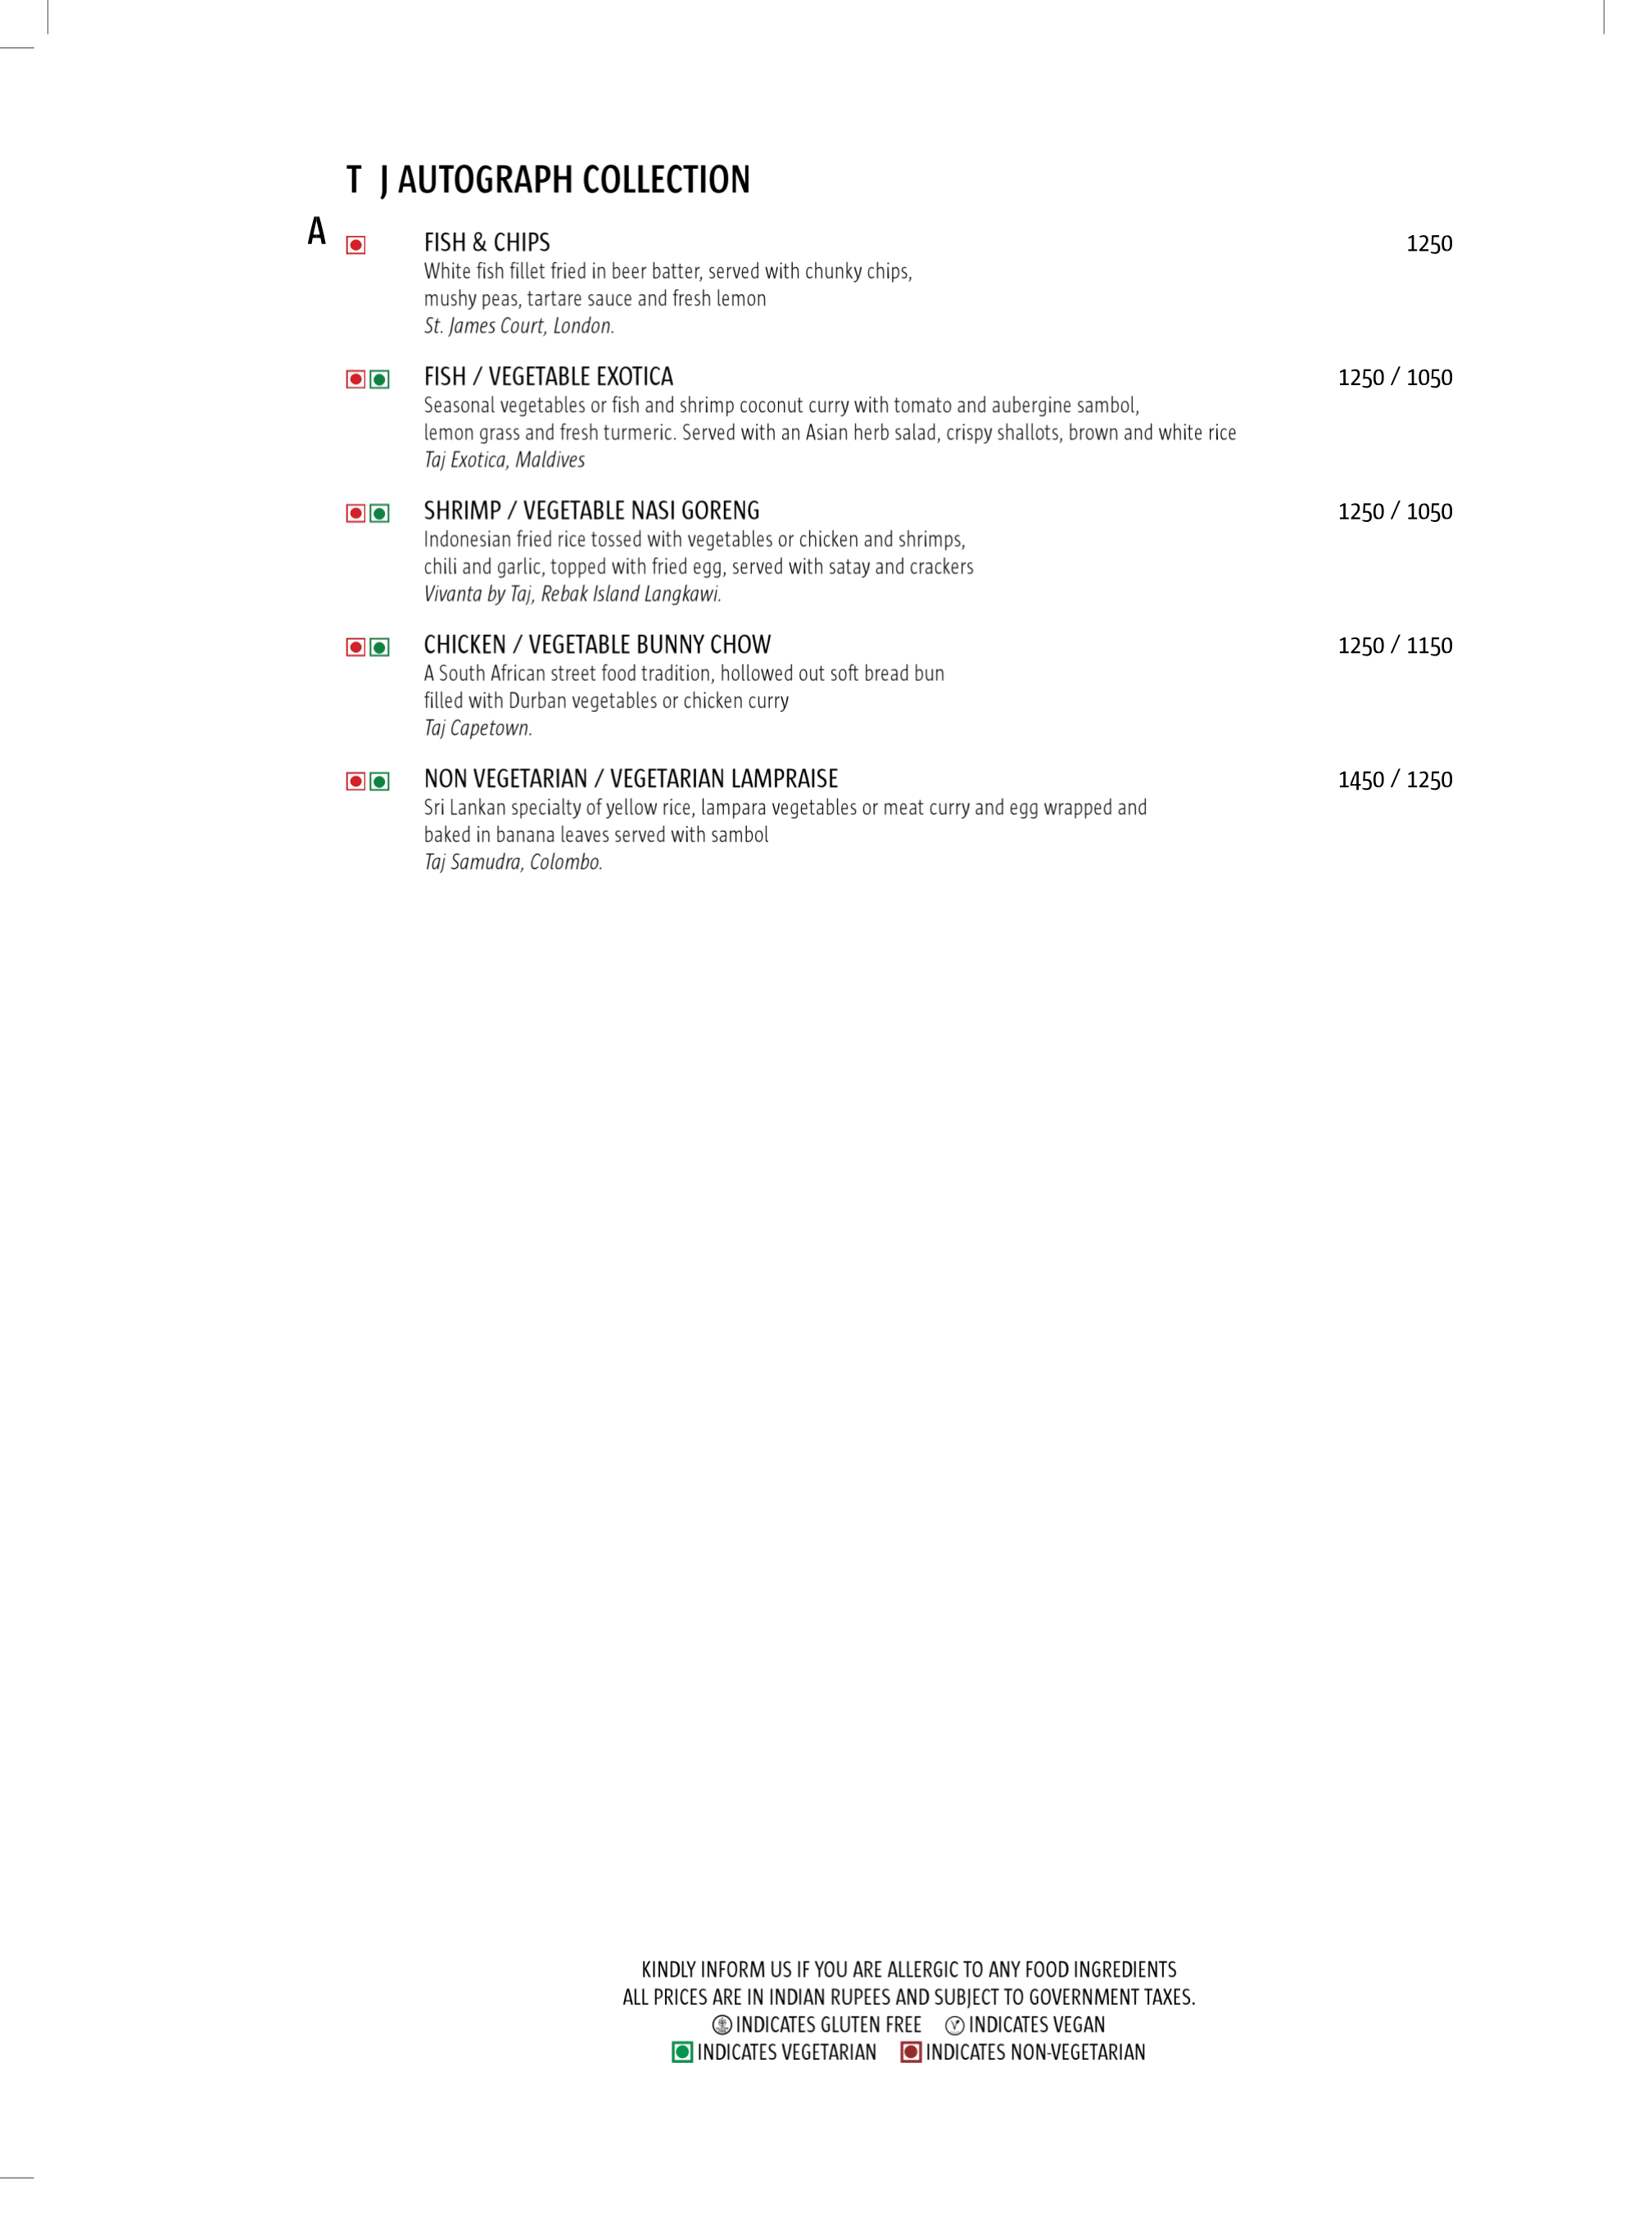 T J AUTOGRAPH COLLECTION
A
FISH & CHIPS 1250
White fish fillet fried in beer batter, served with chunky chips,
mushy peas, tartare sauce and fresh lemon
St. James Court, London.
FISH / VEGETABLE EXOTICA 1250 / 1050
Seasonal vegetables or fish and shrimp coconut curry with tomato and aubergine sambol,
lemon grass and fresh turmeric. Served with an Asian herb salad, crispy shallots, brown and white rice
Taj Exotica, Maldives
SHRIMP / VEGETABLE NASI GORENG 1250 / 1050
Indonesian fried rice tossed with vegetables or chicken and shrimps,
chili and garlic, topped with fried egg, served with satay and crackers
Vivanta by Taj, Rebak Island Langkawi.
CHICKEN / VEGETABLE BUNNY CHOW 1250 / 1150
A South African street food tradition, hollowed out soft bread bun
filled with Durban vegetables or chicken curry
Taj Capetown.
NON VEGETARIAN / VEGETARIAN LAMPRAISE 1450 / 1250
Sri Lankan specialty of yellow rice, lampara vegetables or meat curry and egg wrapped and
baked in banana leaves served with sambol
Taj Samudra, Colombo.
KINDLY INFORM US IF YOU ARE ALLERGIC TO ANY FOOD INGREDIENTS
ALL PRICES ARE IN INDIAN RUPEES AND SUBJECT TO GOVERNMENT TAXES.
INDICATES GLUTEN FREE INDICATES VEGAN
INDICATES VEGETARIAN INDICATES NON-VEGETARIAN